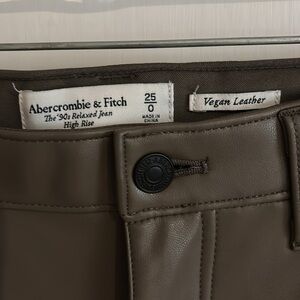 Abercrombie & Fitch
The '90s Relaxed Jean
High Rise
25
0
MADE IN
CHINA
Vegan Leather